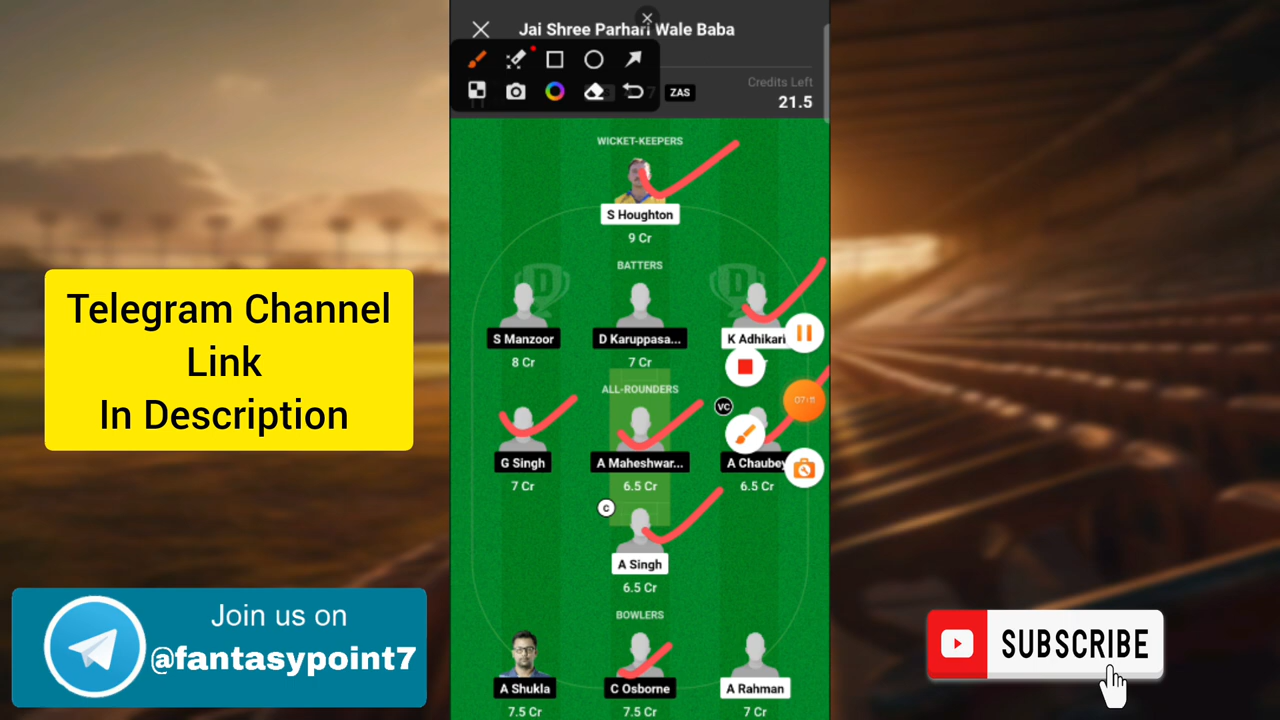 Jai Shree Parhari Wale Baba
7
ZAS
Credits Left
21.5
WICKET-KEEPERS
S Houghton
9 Cr
BATTERS
S Manzoor
D Karuppasa...
K Adhikari
8 Cr
7 Cr
ALL-ROUNDERS
VC
07:11
G Singh
A Maheshwar...
A Chaubey
7 Cr
6.5 Cr
6.5 Cr
C
A Singh
6.5 Cr
BOWLERS
A Shukla
C Osborne
A Rahman
7.5 Cr
7.5 Cr
7 Cr
Telegram Channel
Link
In Description
Join us on
@fantasypoint7
SUBSCRIBE